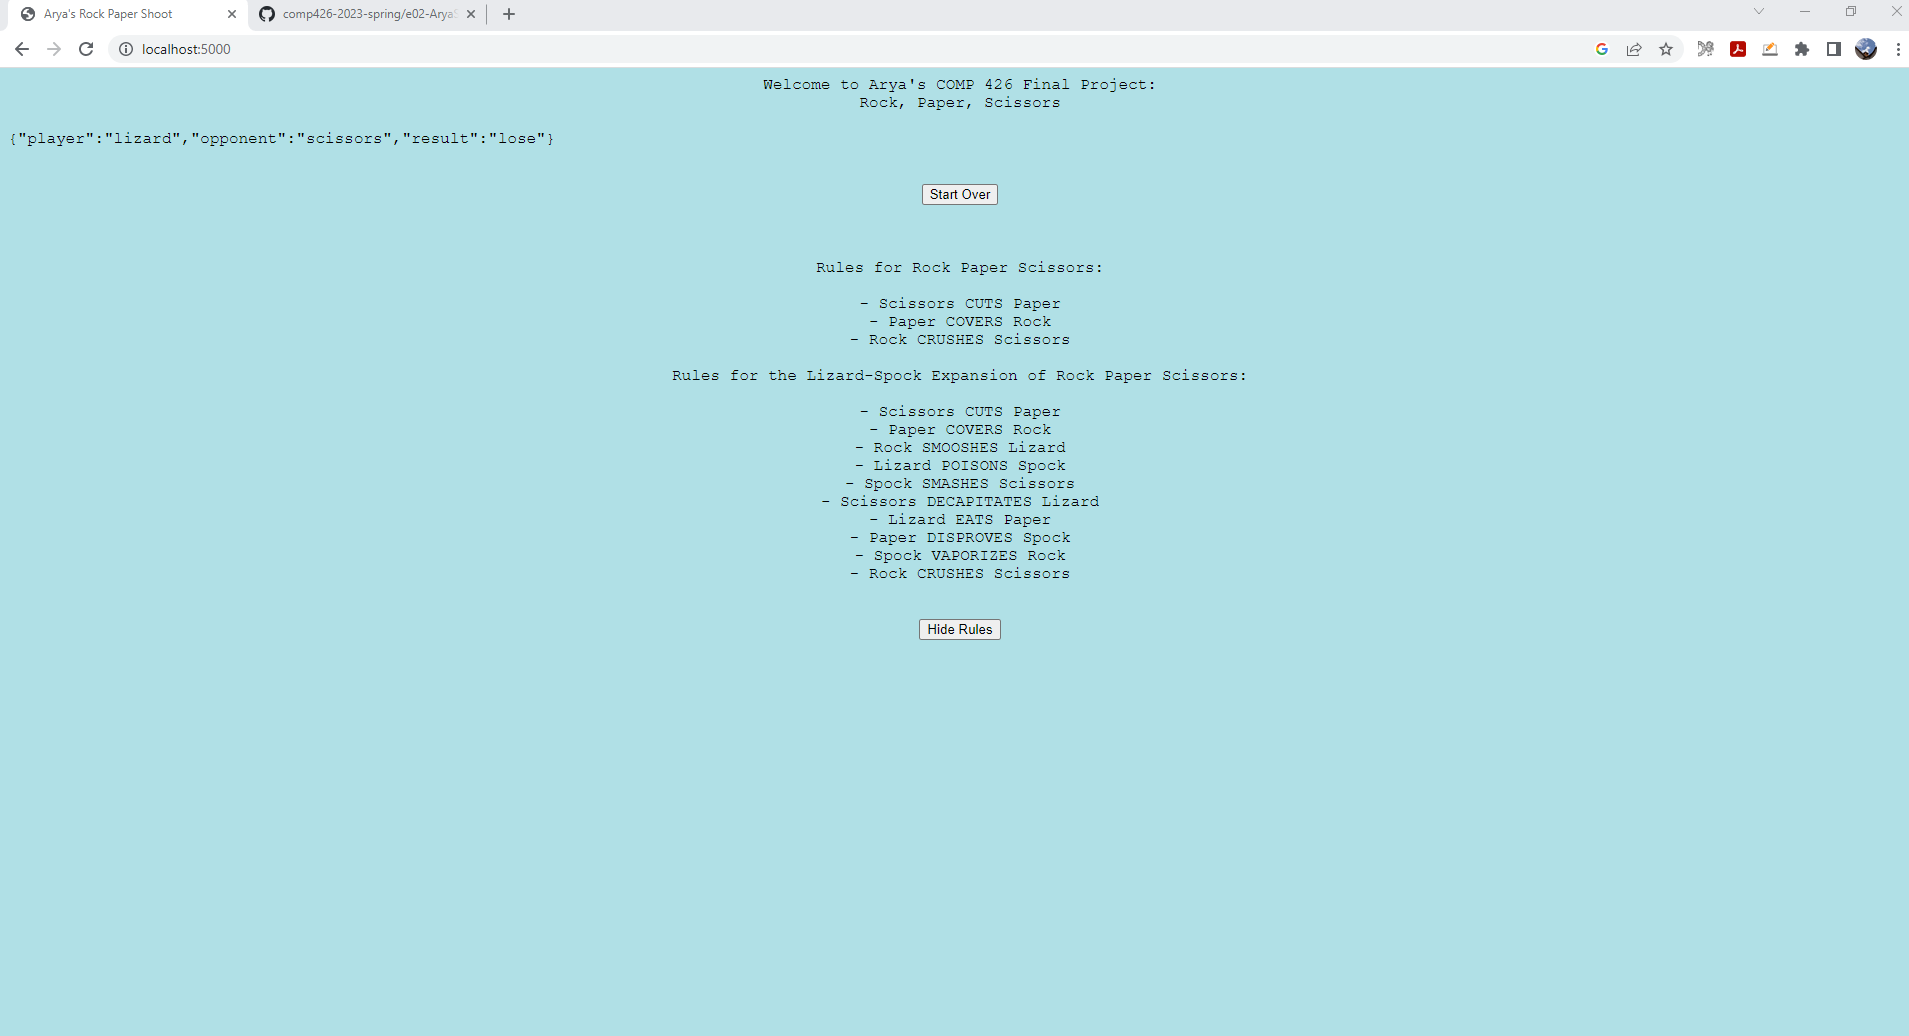 Arya's Rock Paper Shoot
comp426-2023-spring/e02-Arya
localhost:5000
Welcome to Arya's COMP 426 Final Project:
Rock, Paper, Scissors
{"player":"lizard","opponent":"scissors","result":"lose"}
Start Over
Rules for Rock Paper Scissors:
- Scissors CUTS Paper
- Paper COVERS Rock
- Rock CRUSHES Scissors
Rules for the Lizard-Spock Expansion of Rock Paper Scissors:
- Scissors CUTS Paper
- Paper COVERS Rock
- Rock SMOOSHES Lizard
- Lizard POISONS Spock
- Spock SMASHES Scissors
- Scissors DECAPITATES Lizard
- Lizard EATS Paper
- Paper DISPROVES Spock
- Spock VAPORIZES Rock
- Rock CRUSHES Scissors
Hide Rules